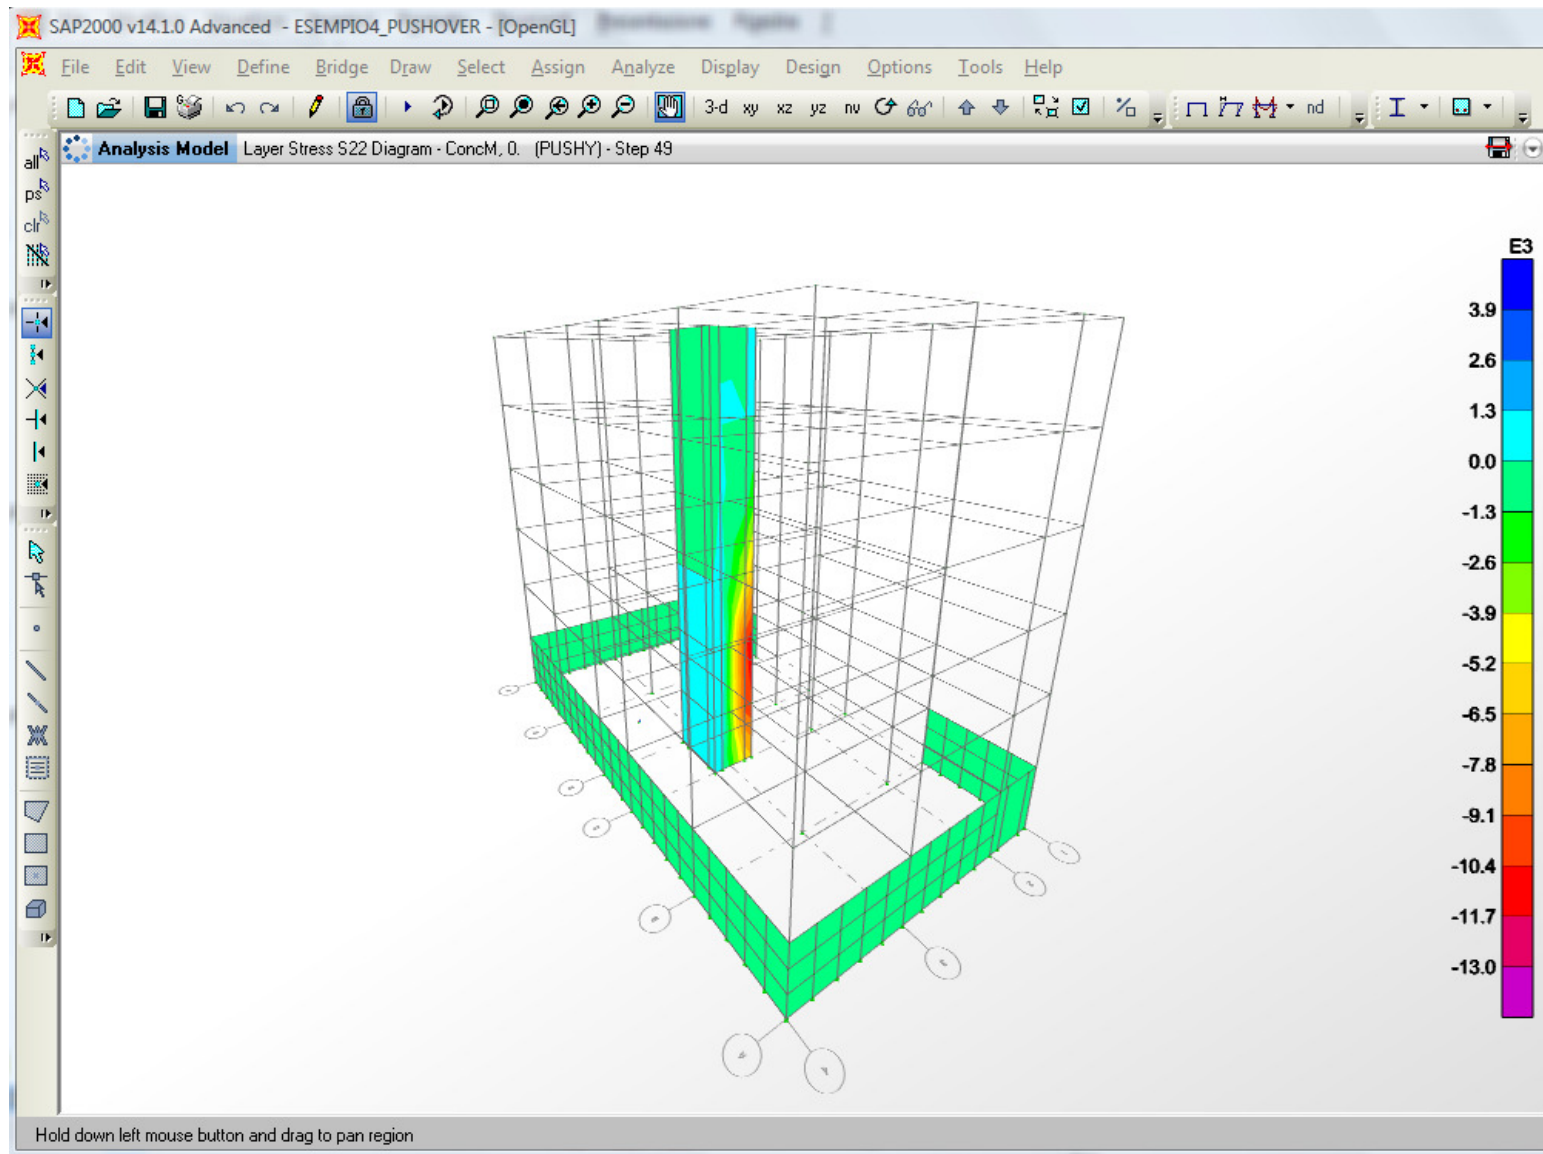 SAP2000 v14.1.0 Advanced - ESEMPIO4_PUSHOVER - [OpenGL]
File Edit View Define Bridge Draw Select Assign Analyze Display Design Options Tools Help
3-d xy xz yz nv nd
Analysis Model Layer Stress S22 Diagram - ConcM, 0. (PUSHY) - Step 49
all
ps
clr
E3
3.9
2.6
1.3
0.0
-1.3
-2.6
-3.9
-5.2
-6.5
-7.8
-9.1
-10.4
-11.7
-13.0
Hold down left mouse button and drag to pan region